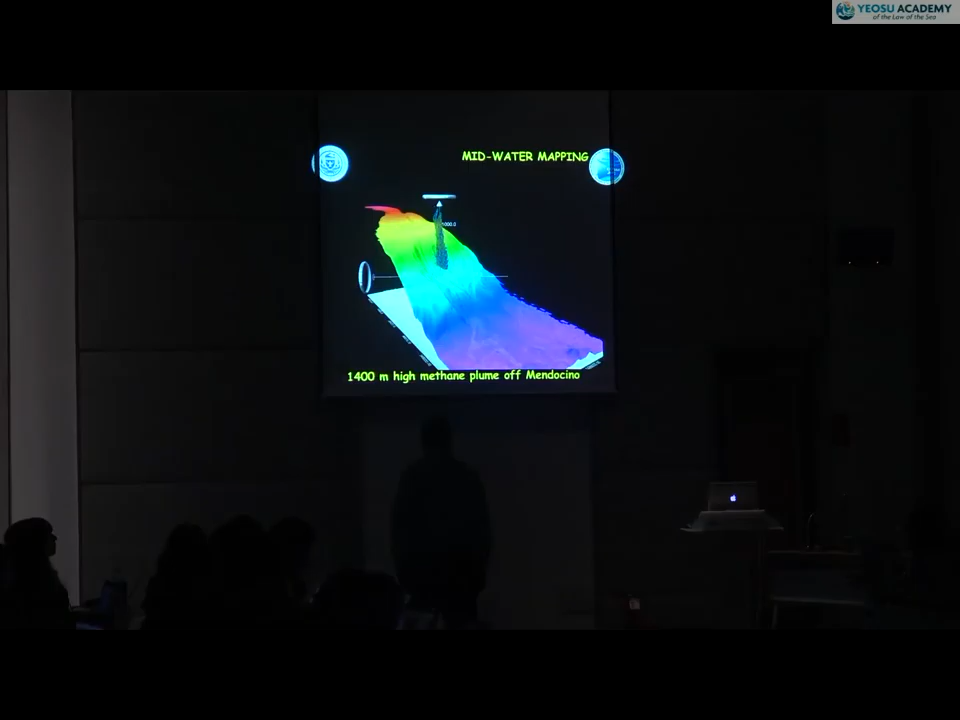 YEOSU ACADEMY
of the Law of the Sea
MID-WATER MAPPING
1400 m high methane plume off Mendocino